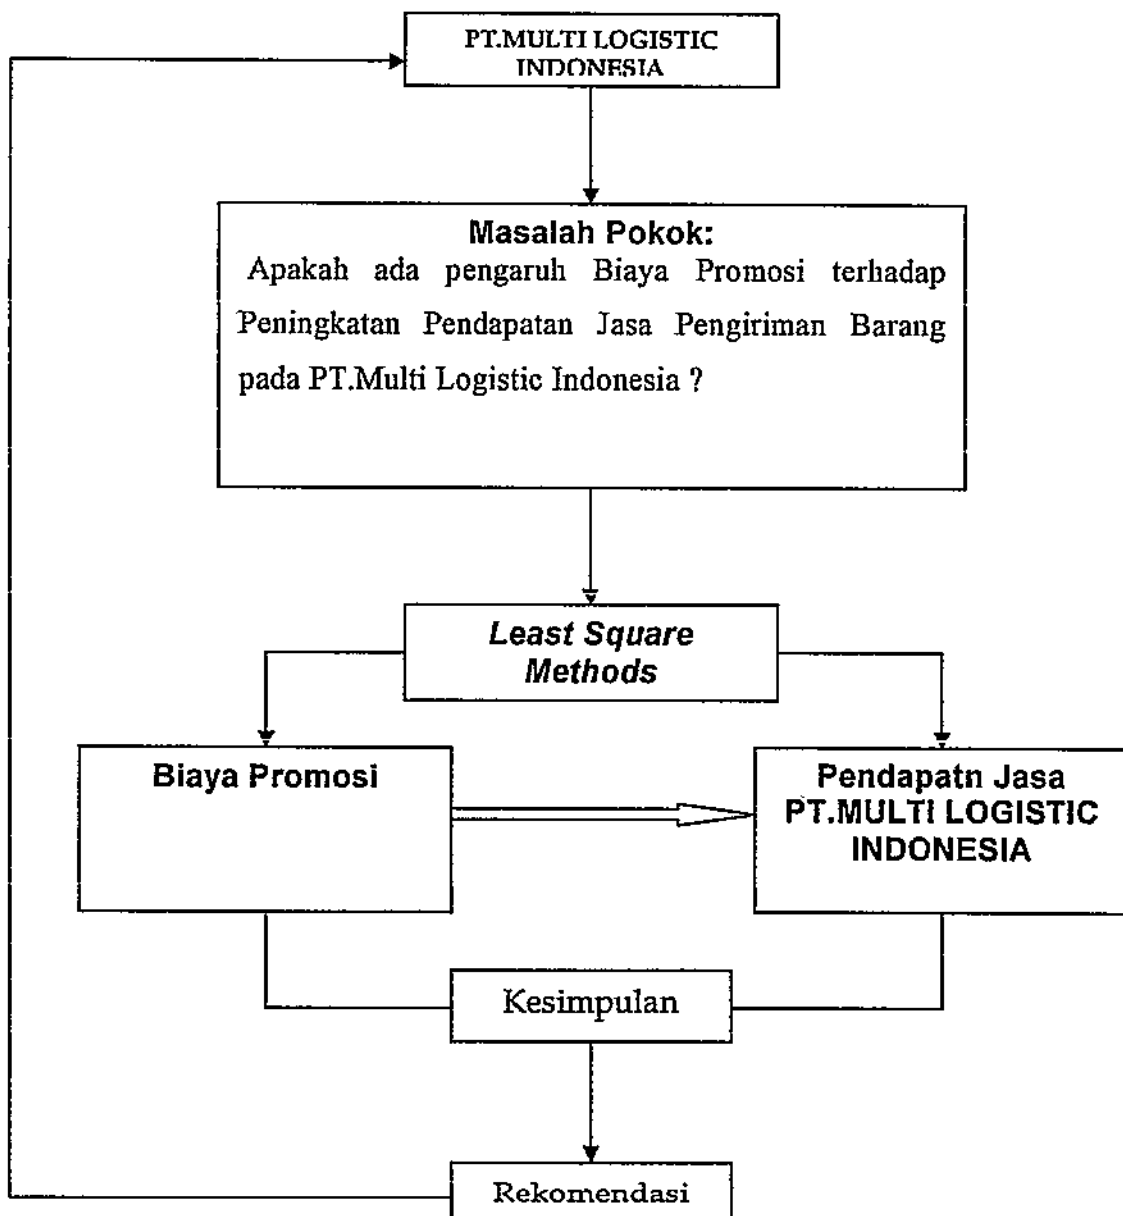 PT.MULTI LOGISTIC
INDONESIA
Masalah Pokok:
Apakah ada pengaruh Biaya Promosi terhadap
Peningkatan Pendapatan Jasa Pengiriman Barang
pada PT.Multi Logistic Indonesia ?
Least Square
Methods
Biaya Promosi
Pendapatn Jasa
PT.MULTI LOGISTIC
INDONESIA
Kesimpulan
Rekomendasi